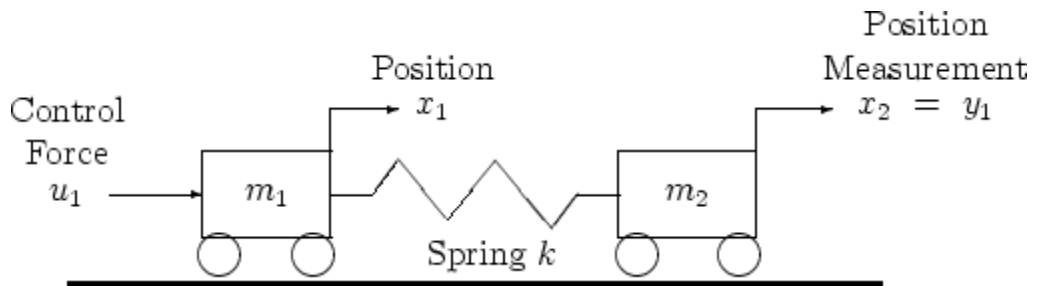 Control
Force
u₁
m₁
Position
x₁
Spring k
m₂
Position
Measurement
x₂ = y₁